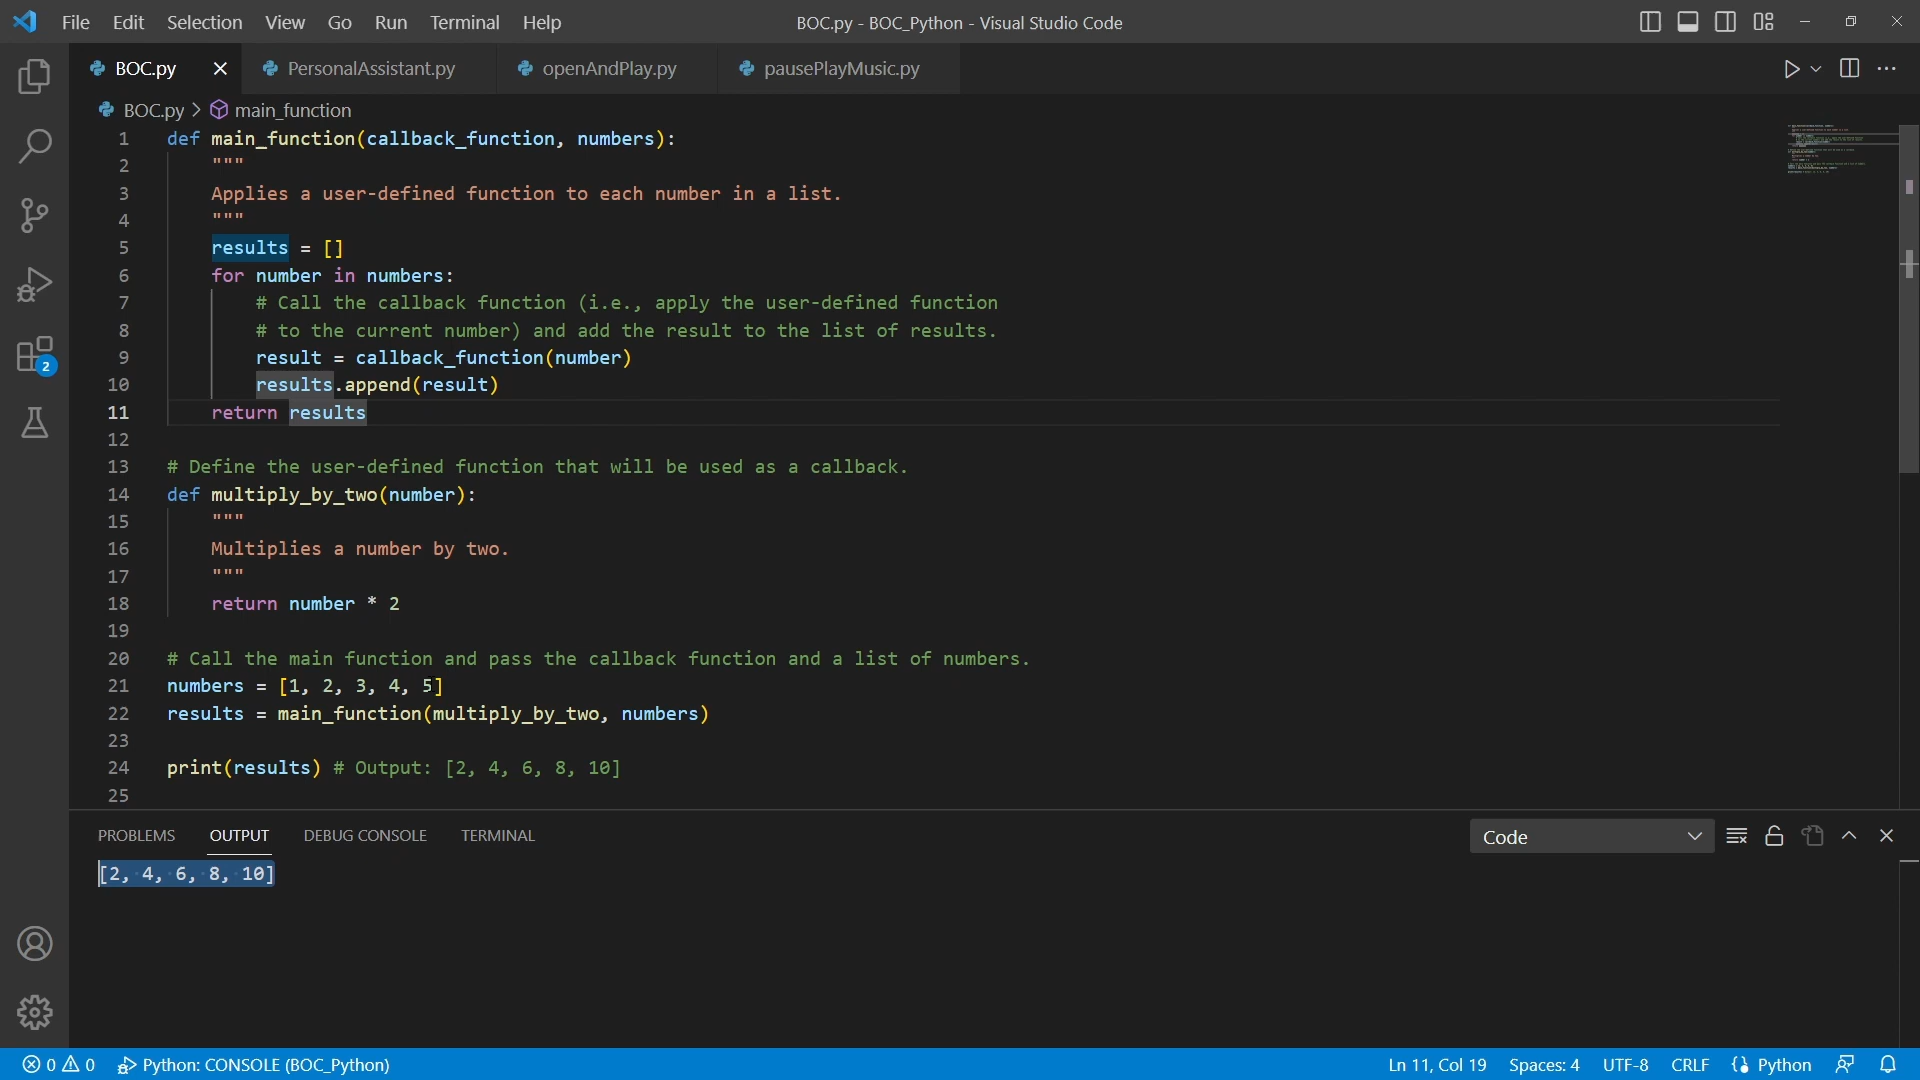 File Edit Selection View Go Run Terminal Help
BOC.py - BOC_Python - Visual Studio Code
BOC.py PersonalAssistant.py openAndPlay.py pausePlayMusic.py
BOC.py > main_function
1 def main_function(callback_function, numbers):
2 """
3 Applies a user-defined function to each number in a list.
4 """
5 results = []
6 for number in numbers:
7 # Call the callback function (i.e., apply the user-defined function
8 # to the current number) and add the result to the list of results.
9 result = callback_function(number)
10 results.append(result)
11 return results
12
13 # Define the user-defined function that will be used as a callback.
14 def multiply_by_two(number):
15 """
16 Multiplies a number by two.
17 """
18 return number * 2
19
20 # Call the main function and pass the callback function and a list of numbers.
21 numbers = [1, 2, 3, 4, 5]
22 results = main_function(multiply_by_two, numbers)
23
24 print(results) # Output: [2, 4, 6, 8, 10]
25
2
PROBLEMS OUTPUT DEBUG CONSOLE TERMINAL
Code
[2, 4, 6, 8, 10]
0 0 Python: CONSOLE (BOC_Python)
Ln 11, Col 19 Spaces: 4 UTF-8 CRLF Python